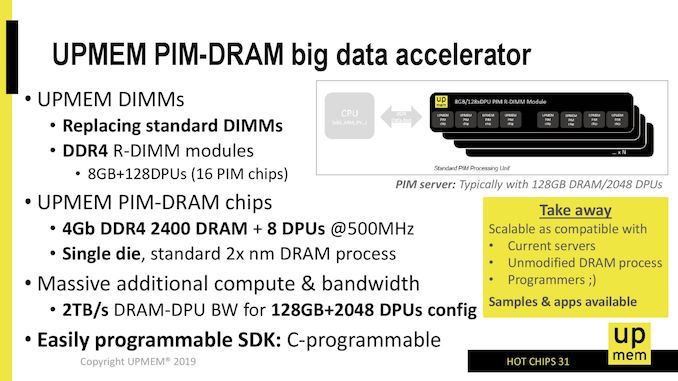 UPMEM PIM-DRAM big data accelerator
• UPMEM DIMMs
• Replacing standard DIMMs
• DDR4 R-DIMM modules
• 8GB+128DPUs (16 PIM chips)
• UPMEM PIM-DRAM chips
• 4Gb DDR4 2400 DRAM + 8 DPUs @500MHz
• Single die, standard 2x nm DRAM process
• Massive additional compute & bandwidth
• 2TB/s DRAM-DPU BW for 128GB+2048 DPUs config
• Easily programmable SDK: C-programmable
CPU
up
mem
8GB/128xDPU PIM R-DIMM Module
UPMEM PIM chip
UPMEM PIM chip
UPMEM PIM chip
UPMEM PIM chip
UPMEM PIM chip
UPMEM PIM chip
UPMEM PIM chip
UPMEM PIM chip
... x N
Standard PIM Processing Unit
PIM server: Typically with 128GB DRAM/2048 DPUs
Take away
Scalable as compatible with
• Current servers
• Unmodified DRAM process
• Programmers ;)
Samples & apps available
Copyright UPMEM® 2019
HOT CHIPS 31
up
mem